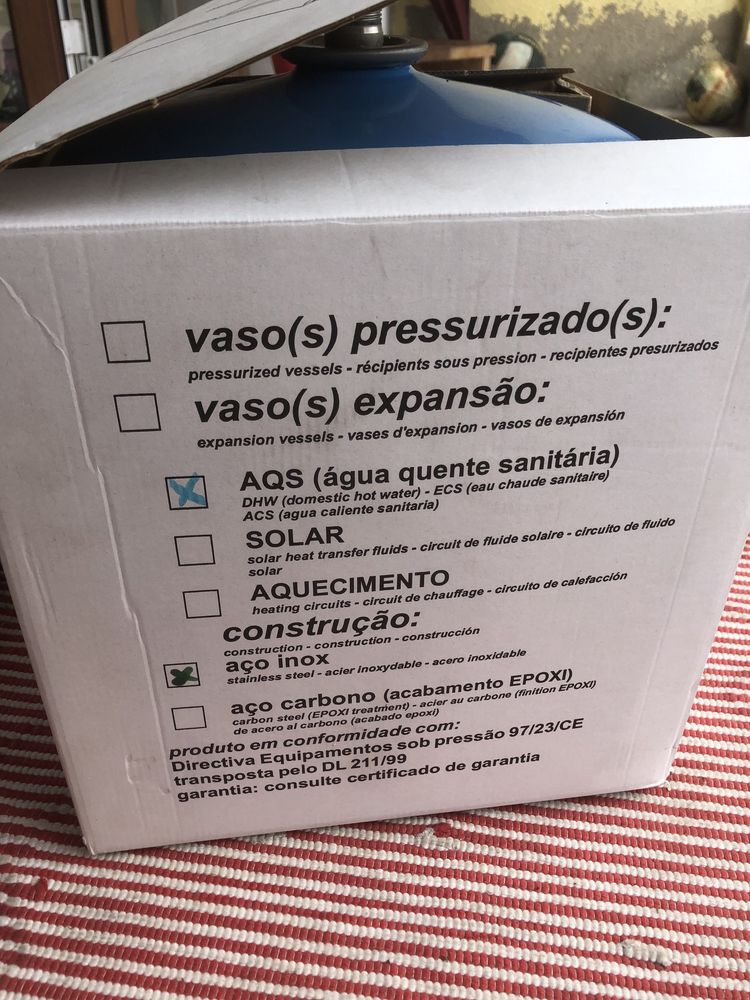 vaso(s) pressurizado(s):
pressurized vessels - récipients sous pression - recipientes presurizados
vaso(s) expansão:
expansion vessels - vases d'expansion - vasos de expansión
AQS (água quente sanitária)
DHW (domestic hot water) - ECS (eau chaude sanitaire)
ACS (agua caliente sanitaria)
SOLAR
solar heat transfer fluids - circuit de fluide solaire - circuito de fluido
solar
AQUECIMENTO
heating circuits - circuit de chauffage - circuito de calefacción
construção:
construction - construction - construcción
aço inox
stainless steel - acier inoxydable - acero inoxidable
aço carbono (acabamento EPOXI)
carbon steel (EPOXI treatment) - acier au carbone (finition EPOXI)
de acero al carbono (acabado epoxi)
produto em conformidade com:
Directiva Equipamentos sob pressão 97/23/CE
transposta pelo DL 211/99
garantia: consulte certificado de garantia